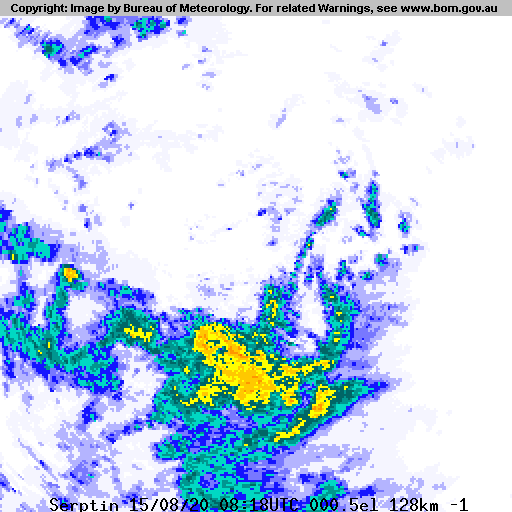 Copyright: Image by Bureau of Meteorology. For related Warnings, see www.bom.gov.au
Serptin 15/08/20 08:18UTC 000.5el 128km -1